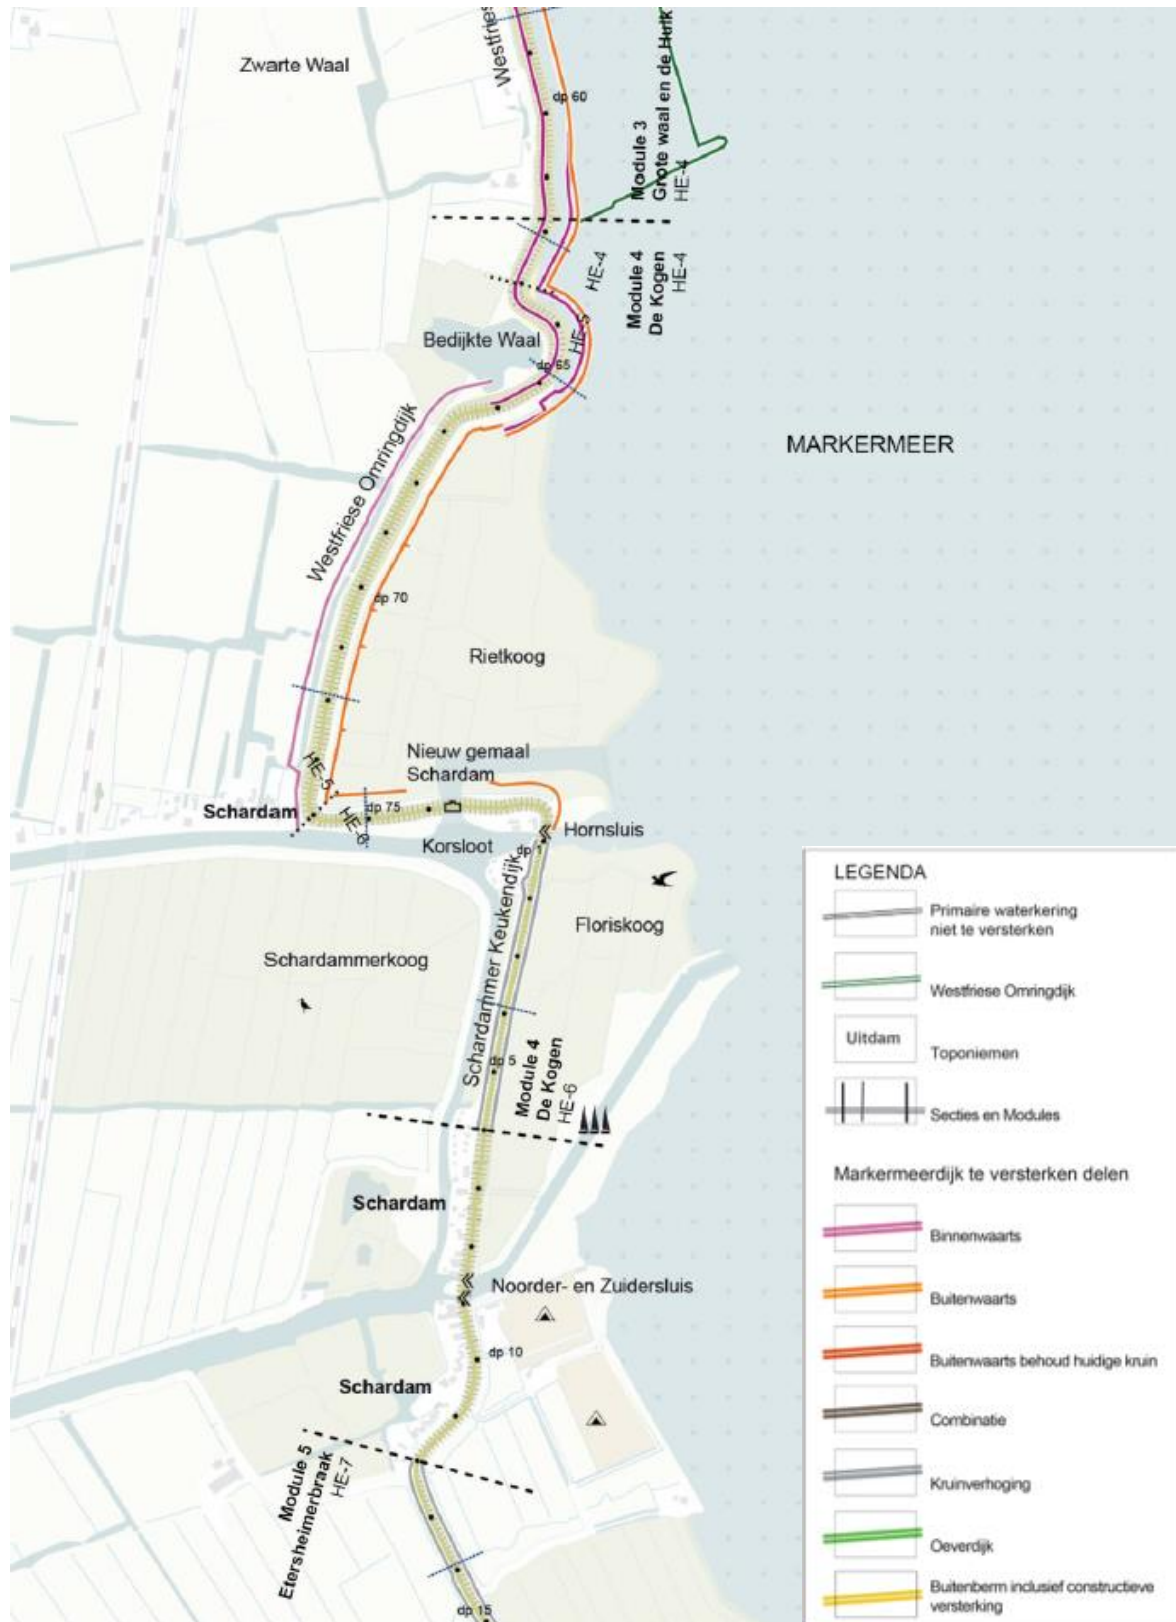 Westfries
Zwarte Waal
dp 60
Module 3
Grote waal en de Hulk
HE-4
HE-4
Module 4
De Kogen
HE-4
HE-5
Bedijkte Waal
dp 65
MARKERMEER
Westfriese Omringdijk
dp 70
Rietkoog
Nieuw gemaal
Schardam
HE-5
HE-6
Schardam
dp 75
Hornsluis
Korsloot
dp 1
Schardammer Keukendijk
Floriskoog
Schardammerkoog
dp 5
Module 4
De Kogen
HE-6
Schardam
Noorder- en Zuidersluis
dp 10
Schardam
Module 5
Etersheimerbraak
HE-7
dp 15
LEGENDA
Primaire waterkering
niet te versterken
Westfriese Omringdijk
Uitdam
Toponiemen
Secties en Modules
Markermeerdijk te versterken delen
Binnenwaarts
Buitenwaarts
Buitenwaarts behoud huidige kruin
Combinatie
Kruinverhoging
Oeverdijk
Buitenberm inclusief constructieve
versterking